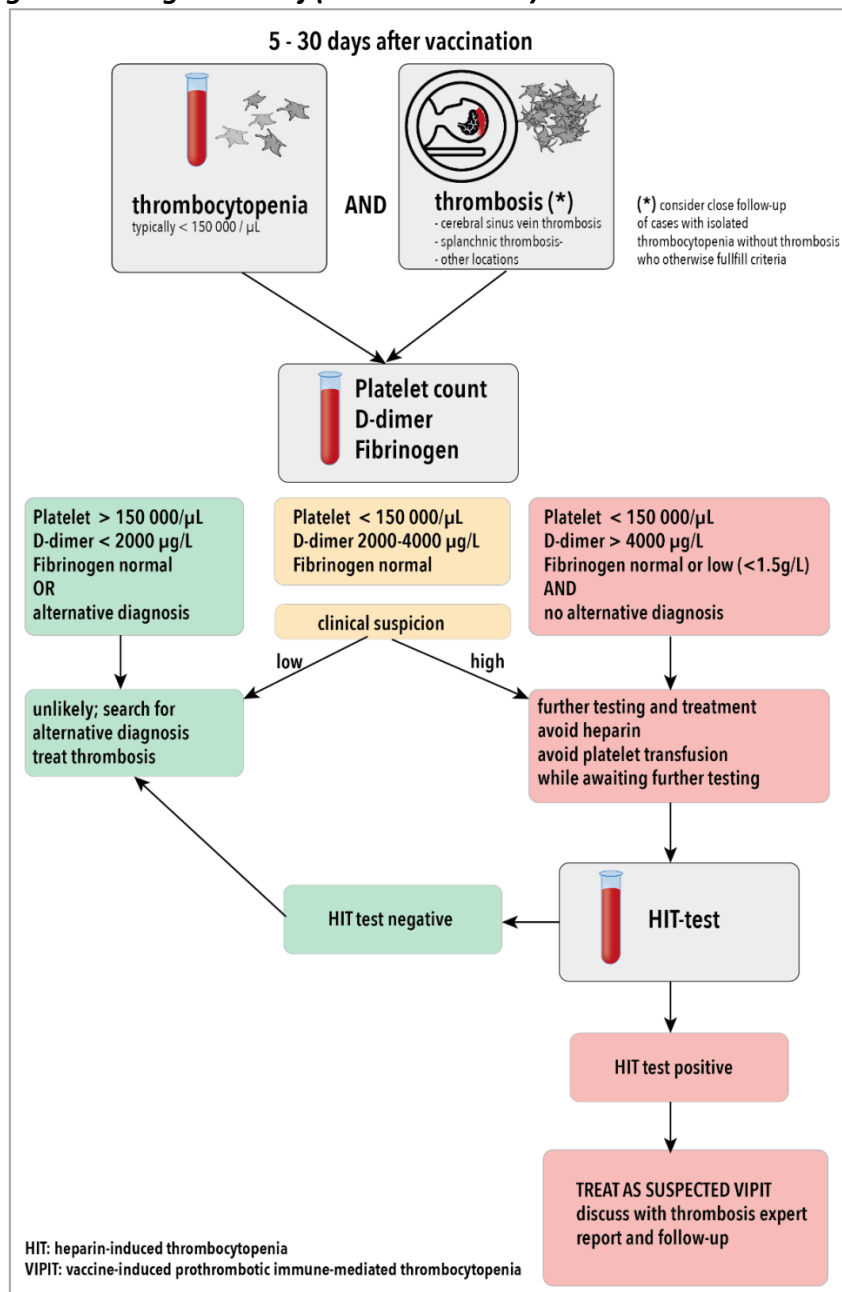 5 - 30 days after vaccination
thrombocytopenia
typically < 150 000 / µL
AND
thrombosis (*)
- cerebral sinus vein thrombosis
- splanchnic thrombosis-
- other locations
(*) consider close follow-up
of cases with isolated
thrombocytopenia without thrombosis
who otherwise fullfill criteria
Platelet count
D-dimer
Fibrinogen
Platelet > 150 000/µL
D-dimer < 2000 µg/L
Fibrinogen normal
OR
alternative diagnosis
Platelet < 150 000/µL
D-dimer 2000-4000 µg/L
Fibrinogen normal
Platelet < 150 000/µL
D-dimer > 4000 µg/L
Fibrinogen normal or low (<1.5g/L)
AND
no alternative diagnosis
clinical suspicion
low
high
unlikely; search for
alternative diagnosis
treat thrombosis
further testing and treatment
avoid heparin
avoid platelet transfusion
while awaiting further testing
HIT-test
HIT test negative
HIT test positive
TREAT AS SUSPECTED VIPIT
discuss with thrombosis expert
report and follow-up
HIT: heparin-induced thrombocytopenia
VIPIT: vaccine-induced prothrombotic immune-mediated thrombocytopenia